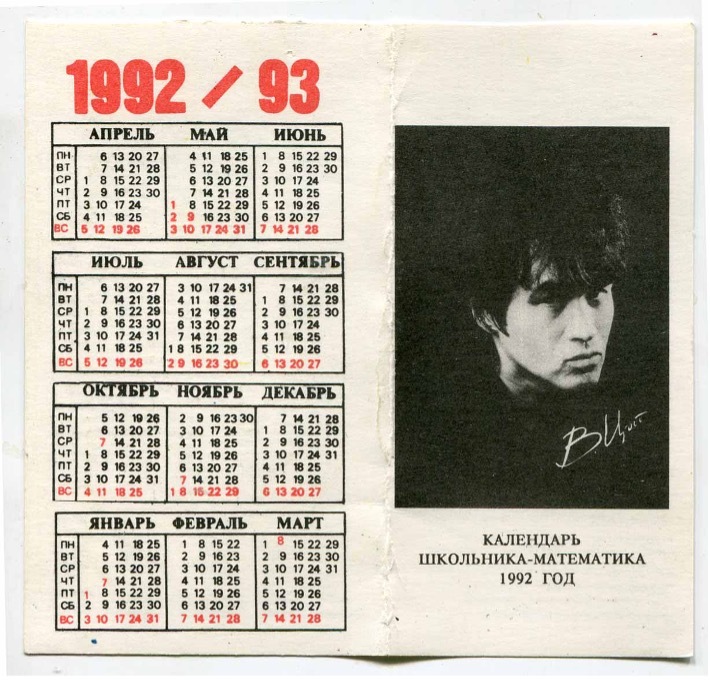 1992 / 93
АПРЕЛЬ МАЙ ИЮНЬ
ПН 6 13 20 27 4 11 18 25 1 8 15 22 29
ВТ 7 14 21 28 5 12 19 26 2 9 16 23 30
СР 1 8 15 22 29 6 13 20 27 3 10 17 24
ЧТ 2 9 16 23 30 7 14 21 28 4 11 18 25
ПТ 3 10 17 24 1 8 15 22 29 5 12 19 26
СБ 4 11 18 25 2 9 16 23 30 6 13 20 27
ВС 5 12 19 26 3 10 17 24 31 7 14 21 28
ИЮЛЬ АВГУСТ СЕНТЯБРЬ
ПН 6 13 20 27 3 10 17 24 31 7 14 21 28
ВТ 7 14 21 28 4 11 18 25 1 8 15 22 29
СР 1 8 15 22 29 5 12 19 26 2 9 16 23 30
ЧТ 2 9 16 23 30 6 13 20 27 3 10 17 24
ПТ 3 10 17 24 31 7 14 21 28 4 11 18 25
СБ 4 11 18 25 1 8 15 22 29 5 12 19 26
ВС 5 12 19 26 2 9 16 23 30 6 13 20 27
ОКТЯБРЬ НОЯБРЬ ДЕКАБРЬ
ПН 5 12 19 26 2 9 16 23 30 7 14 21 28
ВТ 6 13 20 27 3 10 17 24 1 8 15 22 29
СР 7 14 21 28 4 11 18 25 2 9 16 23 30
ЧТ 1 8 15 22 29 5 12 19 26 3 10 17 24 31
ПТ 2 9 16 23 30 6 13 20 27 4 11 18 25
СБ 3 10 17 24 31 7 14 21 28 5 12 19 26
ВС 4 11 18 25 1 8 15 22 29 6 13 20 27
ЯНВАРЬ ФЕВРАЛЬ МАРТ
ПН 4 11 18 25 1 8 15 22 1 8 15 22 29
ВТ 5 12 19 26 2 9 16 23 2 9 16 23 30
СР 6 13 20 27 3 10 17 24 3 10 17 24 31
ЧТ 7 14 21 28 4 11 18 25 4 11 18 25
ПТ 1 8 15 22 29 5 12 19 26 5 12 19 26
СБ 2 9 16 23 30 6 13 20 27 6 13 20 27
ВС 3 10 17 24 31 7 14 21 28 7 14 21 28
В. Цой
КАЛЕНДАРЬ
ШКОЛЬНИКА-МАТЕМАТИКА
1992 ГОД